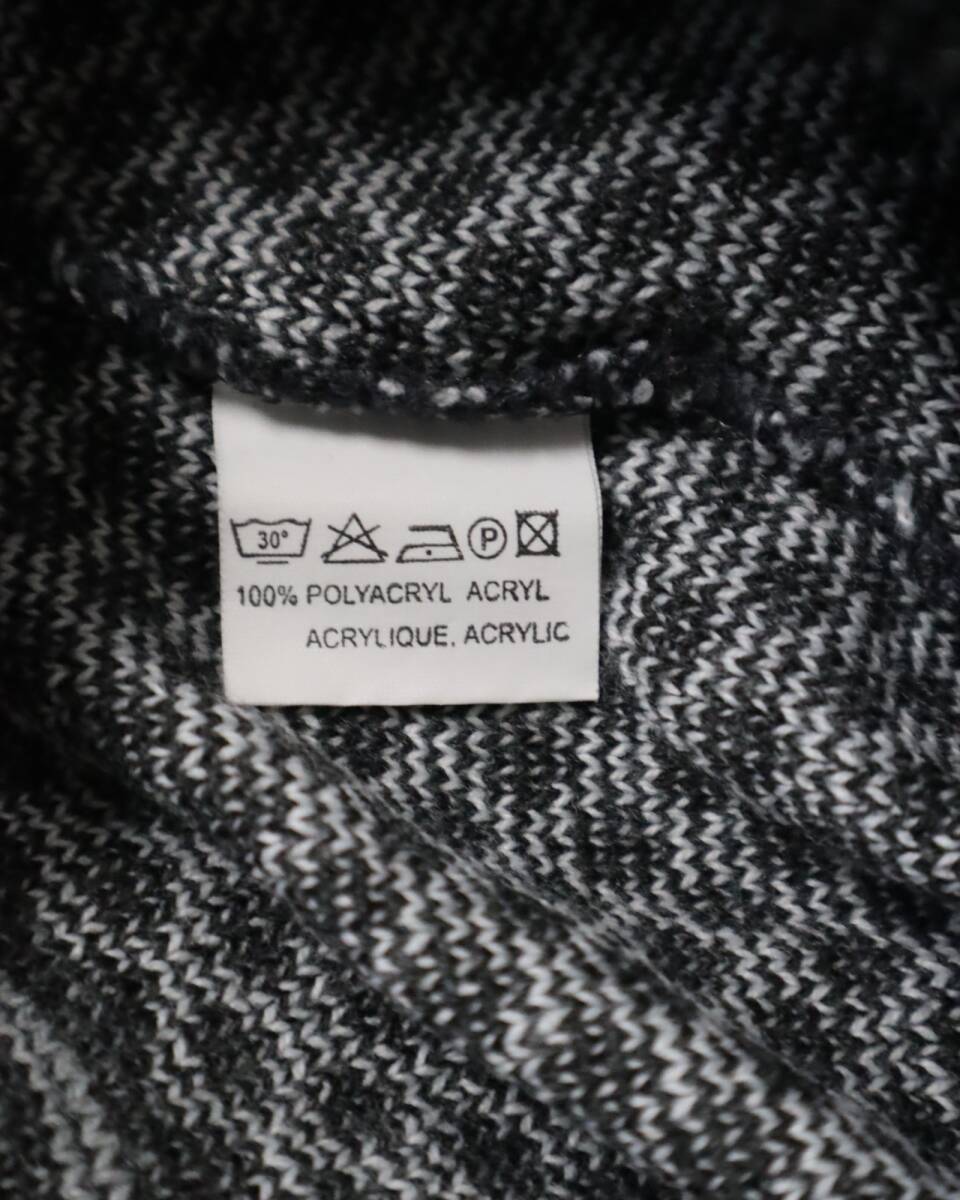 30°
P
100% POLYACRYL ACRYL
ACRYLIQUE. ACRYLIC